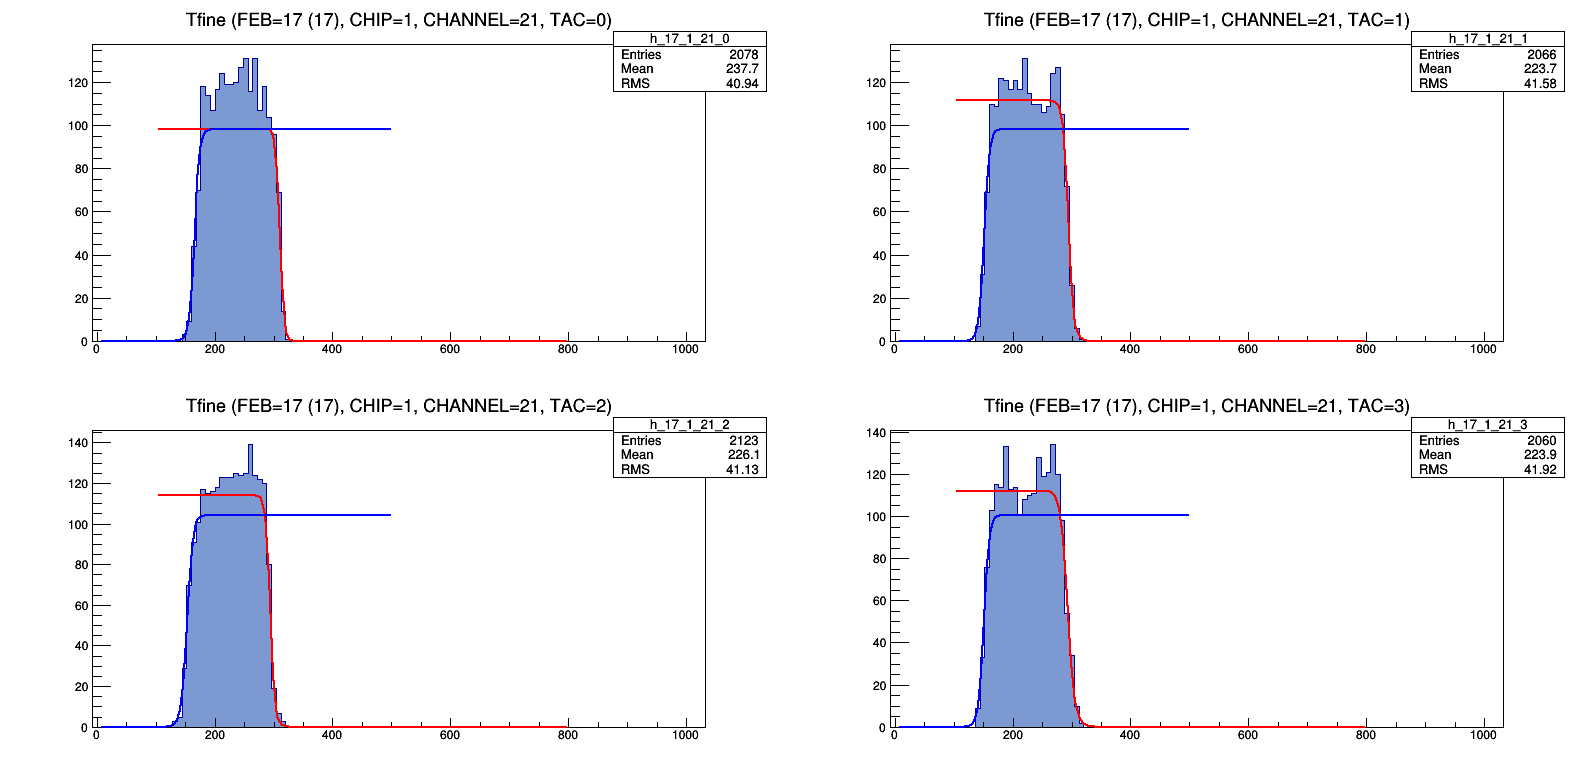 Tfine (FEB=17 (17), CHIP=1, CHANNEL=21, TAC=0)
h_17_1_21_0
Entries 2078
Mean 237.7
RMS 40.94
120
100
80
60
40
20
0
0 200 400 600 800 1000
Tfine (FEB=17 (17), CHIP=1, CHANNEL=21, TAC=1)
h_17_1_21_1
Entries 2066
Mean 223.7
RMS 41.58
120
100
80
60
40
20
0
0 200 400 600 800 1000
Tfine (FEB=17 (17), CHIP=1, CHANNEL=21, TAC=2)
h_17_1_21_2
Entries 2123
Mean 226.1
RMS 41.13
140
120
100
80
60
40
20
0
0 200 400 600 800 1000
Tfine (FEB=17 (17), CHIP=1, CHANNEL=21, TAC=3)
h_17_1_21_3
Entries 2060
Mean 223.9
RMS 41.92
140
120
100
80
60
40
20
0
0 200 400 600 800 1000